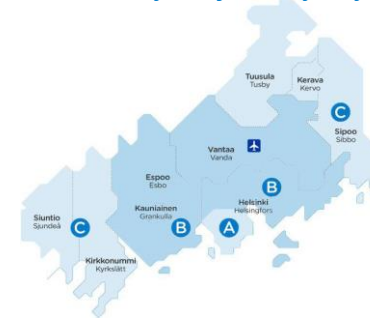 Tuusula
Tusby
Kerava
Kervo
C
Sipoo
Sibbo
Vantaa
Vanda
Espoo
Esbo
B
Helsinki
Helsingfors
Kauniainen
Grankulla
B
A
Siuntio
Sjundeå
C
Kirkkonummi
Kyrkslätt